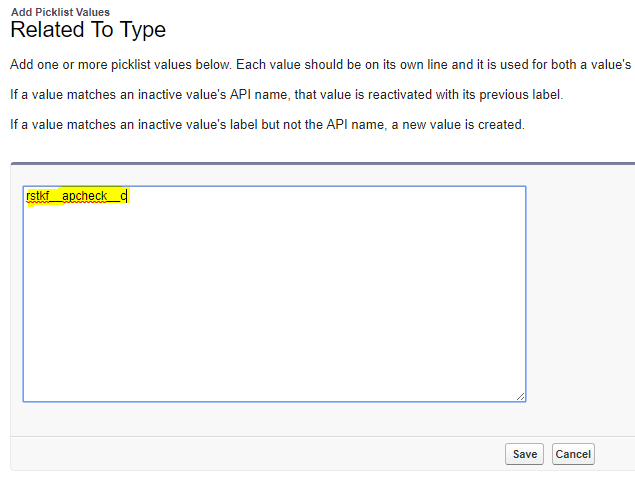 Add Picklist Values
Related To Type
Add one or more picklist values below. Each value should be on its own line and it is used for both a value's
If a value matches an inactive value's API name, that value is reactivated with its previous label.
If a value matches an inactive value's label but not the API name, a new value is created.
rstkf__apcheck__c
Save Cancel